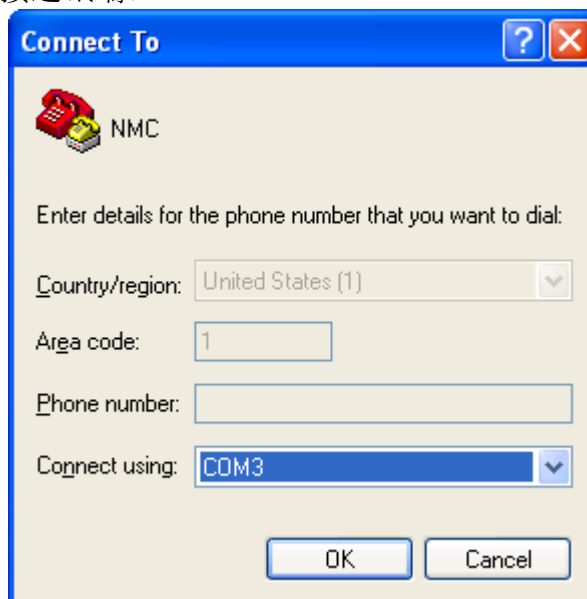 Connect To
NMC
Enter details for the phone number that you want to dial:
Country/region: United States (1)
Area code: 1
Phone number:
Connect using: COM3
OK Cancel